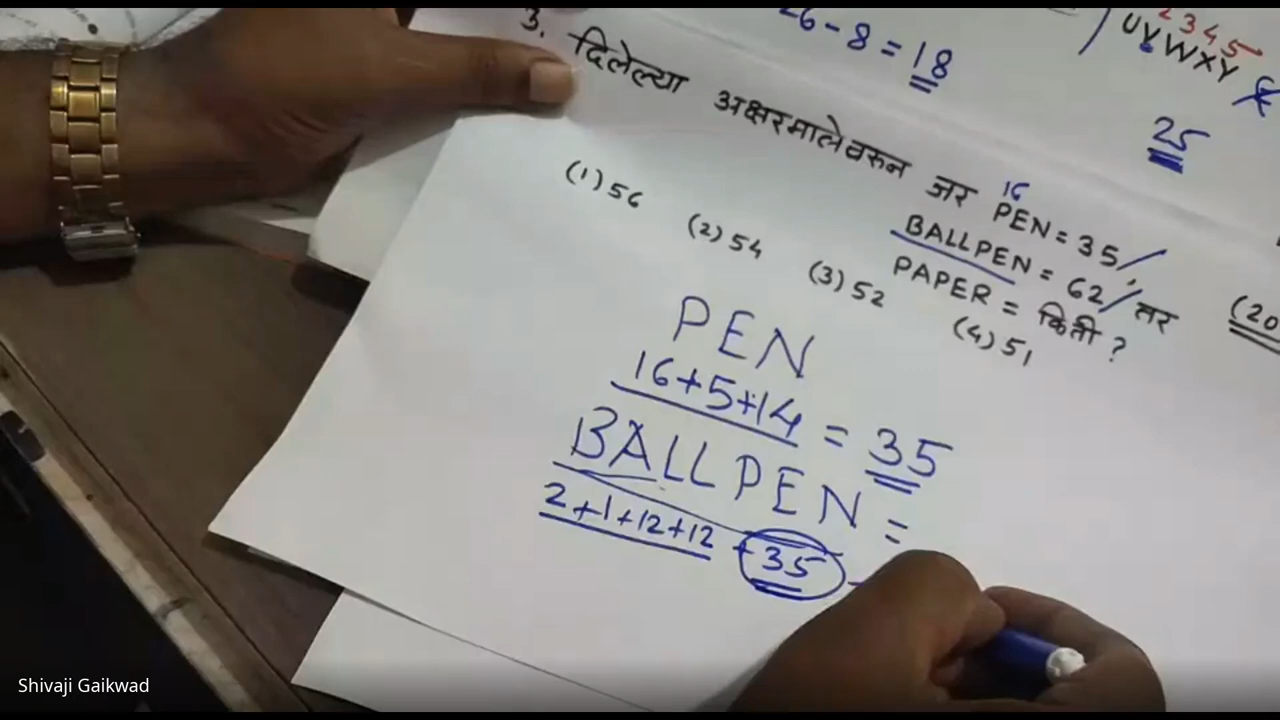 26-8=18
2345
UVWXY
25
3. दिलेल्या अक्षरमालेवरुन जर PEN = 35
16
BALLPEN = 62 तर
PAPER = किती ?
(1) 56 (2) 54 (3) 52 (4) 51
(20
PEN
16+5+14 = 35
BALLPEN =
2+1+12+12 +35
Shivaji Gaikwad